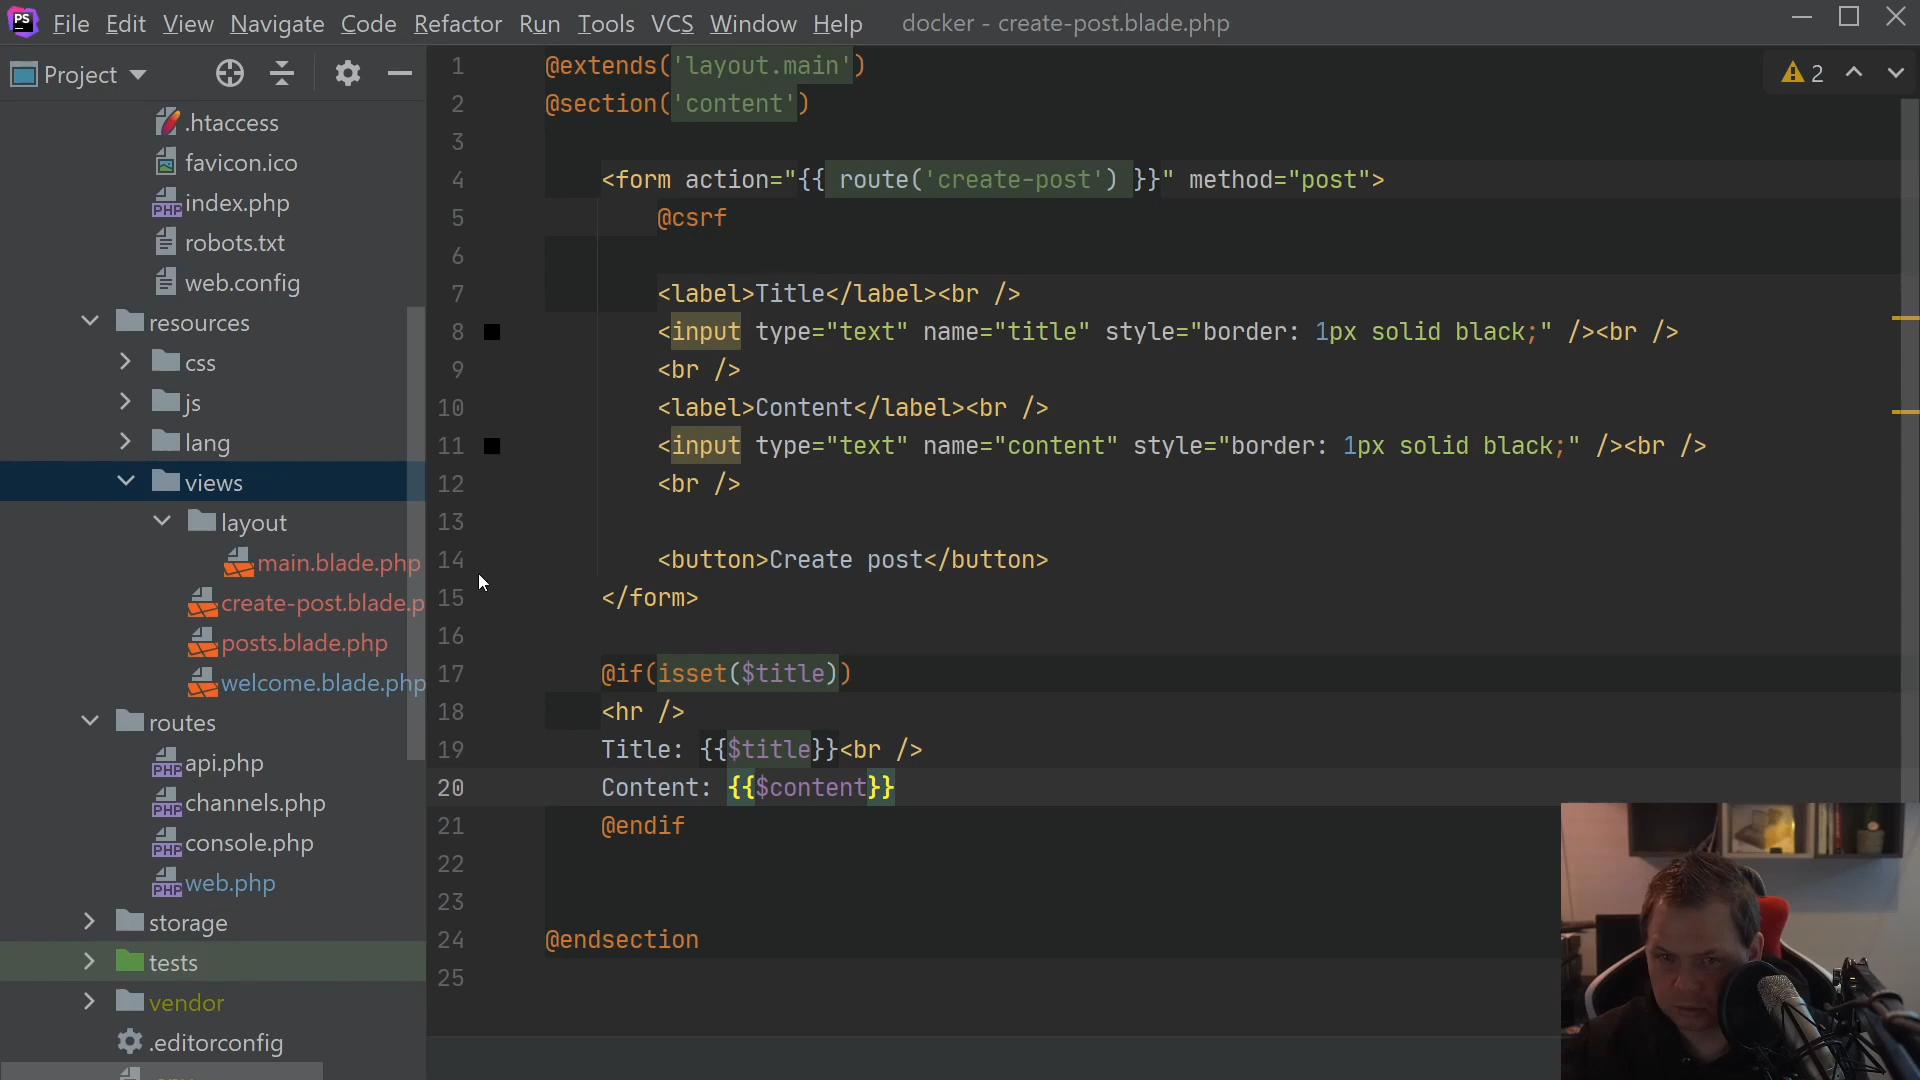 PS File Edit View Navigate Code Refactor Run Tools VCS Window Help docker - create-post.blade.php
Project
2
.htaccess
favicon.ico
PHP index.php
robots.txt
web.config
resources
css
js
lang
views
layout
main.blade.php
create-post.blade.p
posts.blade.php
welcome.blade.php
routes
PHP api.php
PHP channels.php
PHP console.php
PHP web.php
storage
tests
vendor
.editorconfig
1 @extends('layout.main')
2 @section('content')
3
4 <form action="{{ route('create-post') }}" method="post">
5 @csrf
6
7 <label>Title</label><br />
8 <input type="text" name="title" style="border: 1px solid black;" /><br />
9 <br />
10 <label>Content</label><br />
11 <input type="text" name="content" style="border: 1px solid black;" /><br />
12 <br />
13
14 <button>Create post</button>
15 </form>
16
17 @if(isset($title))
18 <hr />
19 Title: {{$title}}<br />
20 Content: {{$content}}
21 @endif
22
23
24 @endsection
25